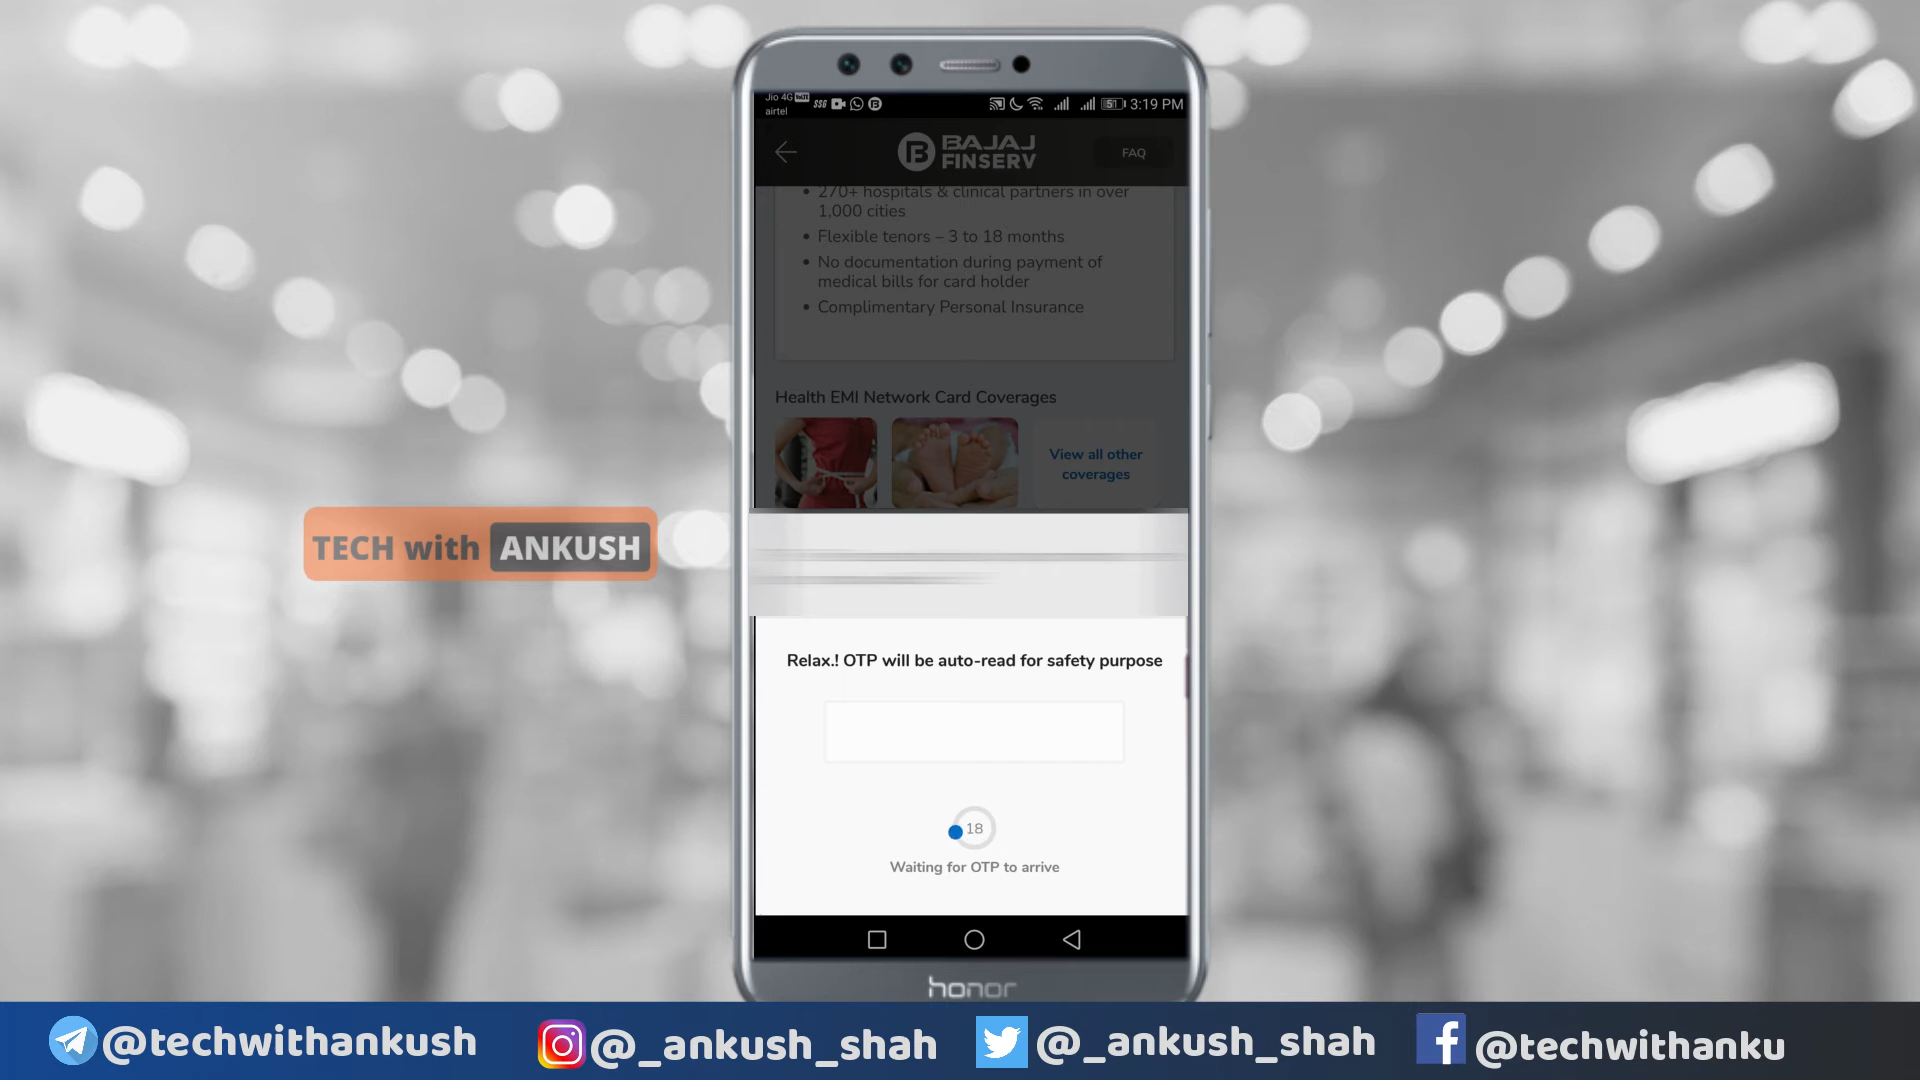 Jio 4G VoLTE
airtel
SSG
51 3:19 PM
BAJAJ
FINSERV
FAQ
• 270+ hospitals & clinical partners in over
1,000 cities
• Flexible tenors – 3 to 18 months
• No documentation during payment of
medical bills for card holder
• Complimentary Personal Insurance
Health EMI Network Card Coverages
View all other
coverages
TECH with ANKUSH
Relax.! OTP will be auto-read for safety purpose
18
Waiting for OTP to arrive
honor
@techwithankush
@_ankush_shah
@_ankush_shah
@techwithanku